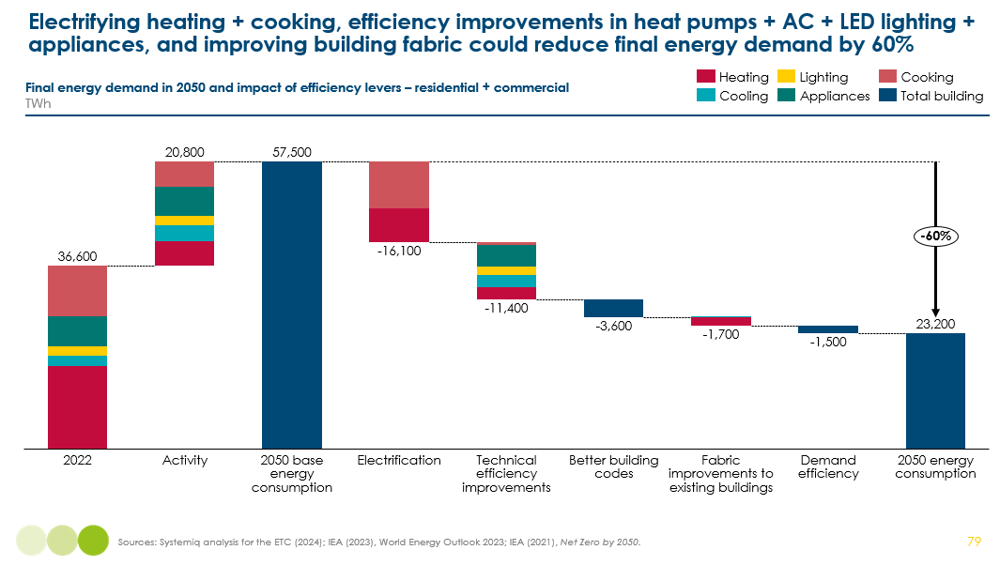 Electrifying heating + cooking, efficiency improvements in heat pumps + AC + LED lighting +
appliances, and improving building fabric could reduce final energy demand by 60%
Final energy demand in 2050 and impact of efficiency levers – residential + commercial
TWh
Heating
Lighting
Cooking
Cooling
Appliances
Total building
36,600
20,800
57,500
-16,100
-11,400
-3,600
-1,700
-1,500
-60%
23,200
2022
Activity
2050 base
energy
consumption
Electrification
Technical
efficiency
improvements
Better building
codes
Fabric
improvements to
existing buildings
Demand
efficiency
2050 energy
consumption
Sources: Systemiq analysis for the ETC (2024); IEA (2023), World Energy Outlook 2023; IEA (2021), Net Zero by 2050.
79